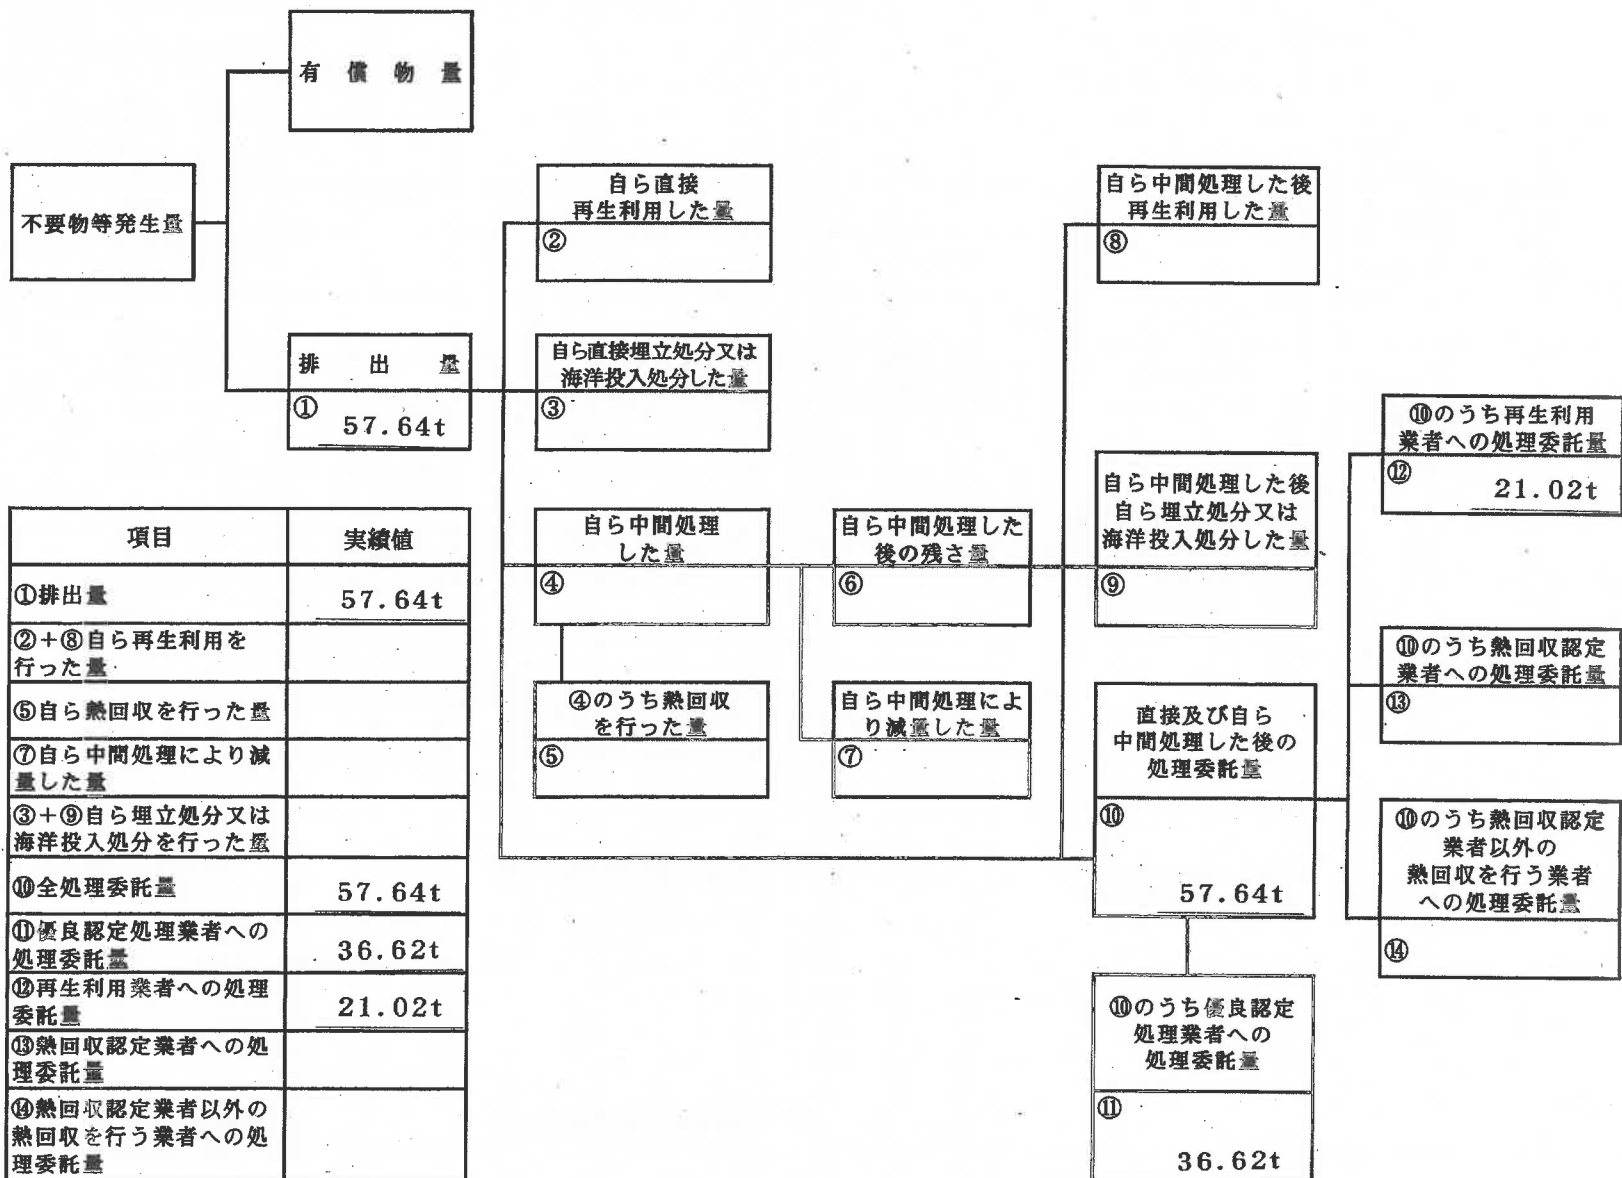 有償物量
不要物等発生量
排出量
①
57.64t
自ら直接
再生利用した量
②
自ら直接埋立処分又は
海洋投入処分した量
③
自ら中間処理
した量
④
④のうち熱回収
を行った量
⑤
自ら中間処理した
後の残さ量
⑥
自ら中間処理によ
り減量した量
⑦
自ら中間処理した後
再生利用した量
⑧
自ら中間処理した後
自ら埋立処分又は
海洋投入処分した量
⑨
直接及び自ら
中間処理した後の
処理委託量
⑩
57.64t
⑩のうち優良認定
処理業者への
処理委託量
⑪
36.62t
⑩のうち再生利用
業者への処理委託量
⑫
21.02t
⑩のうち熱回収認定
業者への処理委託量
⑬
⑩のうち熱回収認定
業者以外の
熱回収を行う業者
への処理委託量
⑭
項目 実績値
①排出量 57.64t
②+⑧自ら再生利用を
行った量
⑤自ら熱回収を行った量
⑦自ら中間処理により減
量した量
③+⑨自ら埋立処分又は
海洋投入処分を行った量
⑩全処理委託量 57.64t
⑪優良認定処理業者への
処理委託量 36.62t
⑫再生利用業者への処理
委託量 21.02t
⑬熱回収認定業者への処
理委託量
⑭熱回収認定業者以外の
熱回収を行う業者への処
理委託量